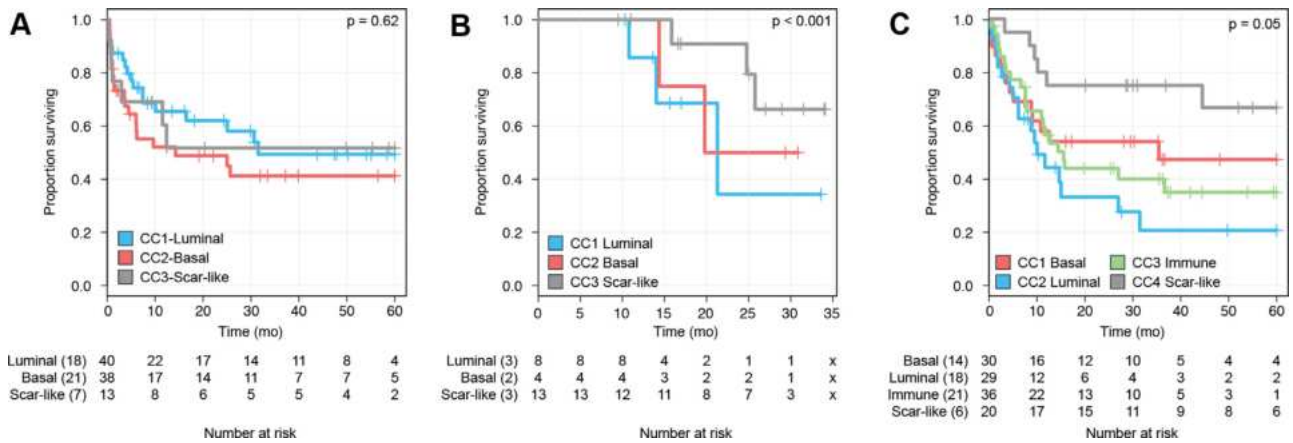 A
p = 0.62
Proportion surviving
1.0
0.8
0.6
0.4
0.2
0.0
CC1-Luminal
CC2-Basal
CC3-Scar-like
0 10 20 30 40 50 60
Time (mo)
Luminal (18) 40 22 17 14 11 8 4
Basal (21) 38 17 14 11 7 7 5
Scar-like (7) 13 8 6 5 5 4 2
Number at risk
B
p < 0.001
Proportion surviving
1.0
0.8
0.6
0.4
0.2
0.0
CC1 Luminal
CC2 Basal
CC3 Scar-like
0 5 10 15 20 25 30 35
Time (mo)
Luminal (3) 8 8 8 4 2 1 1 x
Basal (2) 4 4 4 3 2 2 1 x
Scar-like (3) 13 13 12 11 8 7 3 x
Number at risk
C
p = 0.05
Proportion surviving
1.0
0.8
0.6
0.4
0.2
0.0
CC1 Basal CC3 Immune
CC2 Luminal CC4 Scar-like
0 10 20 30 40 50 60
Time (mo)
Basal (14) 30 16 12 10 5 4 4
Luminal (18) 29 12 6 4 3 2 2
Immune (21) 36 22 13 10 5 3 1
Scar-like (6) 20 17 15 11 9 8 6
Number at risk